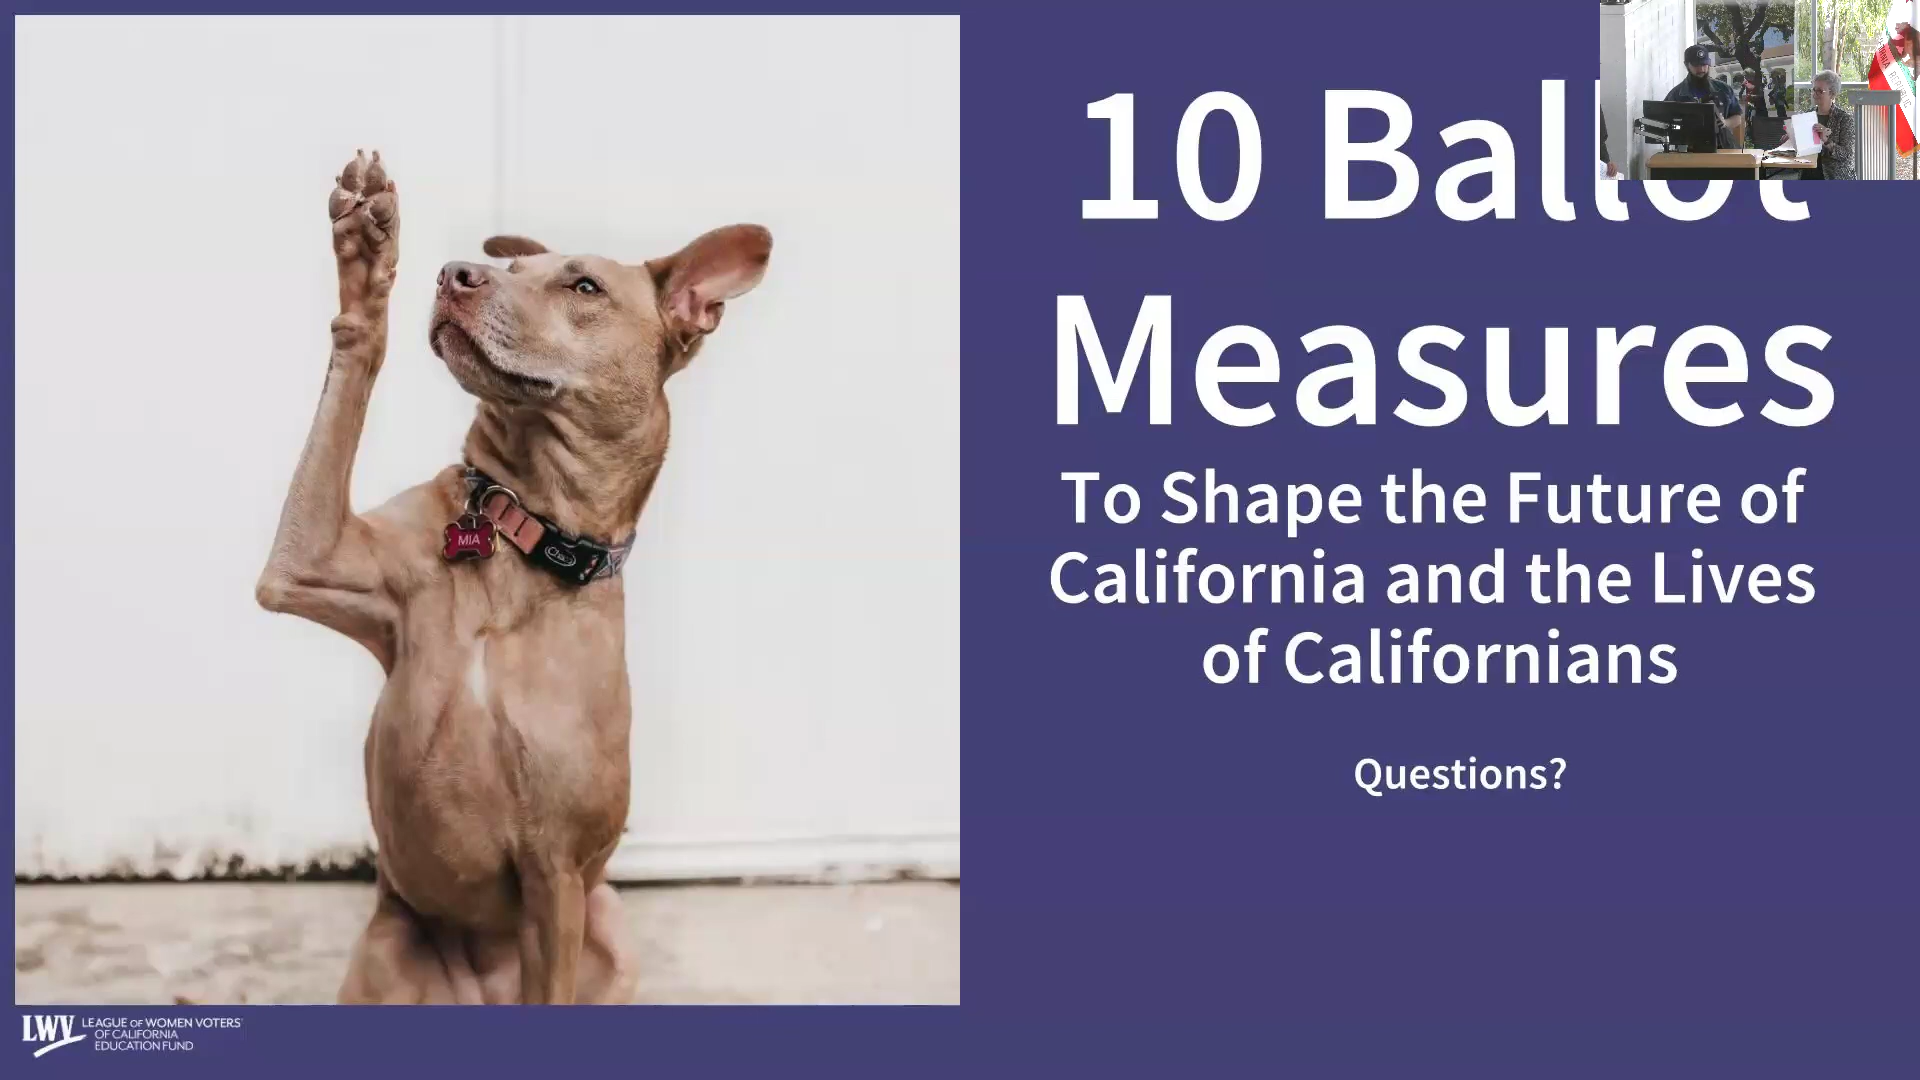 10 Ballot
Measures
To Shape the Future of
California and the Lives
of Californians
Questions?
MIA
LWV LEAGUE OF WOMEN VOTERS®
OF CALIFORNIA
EDUCATION FUND